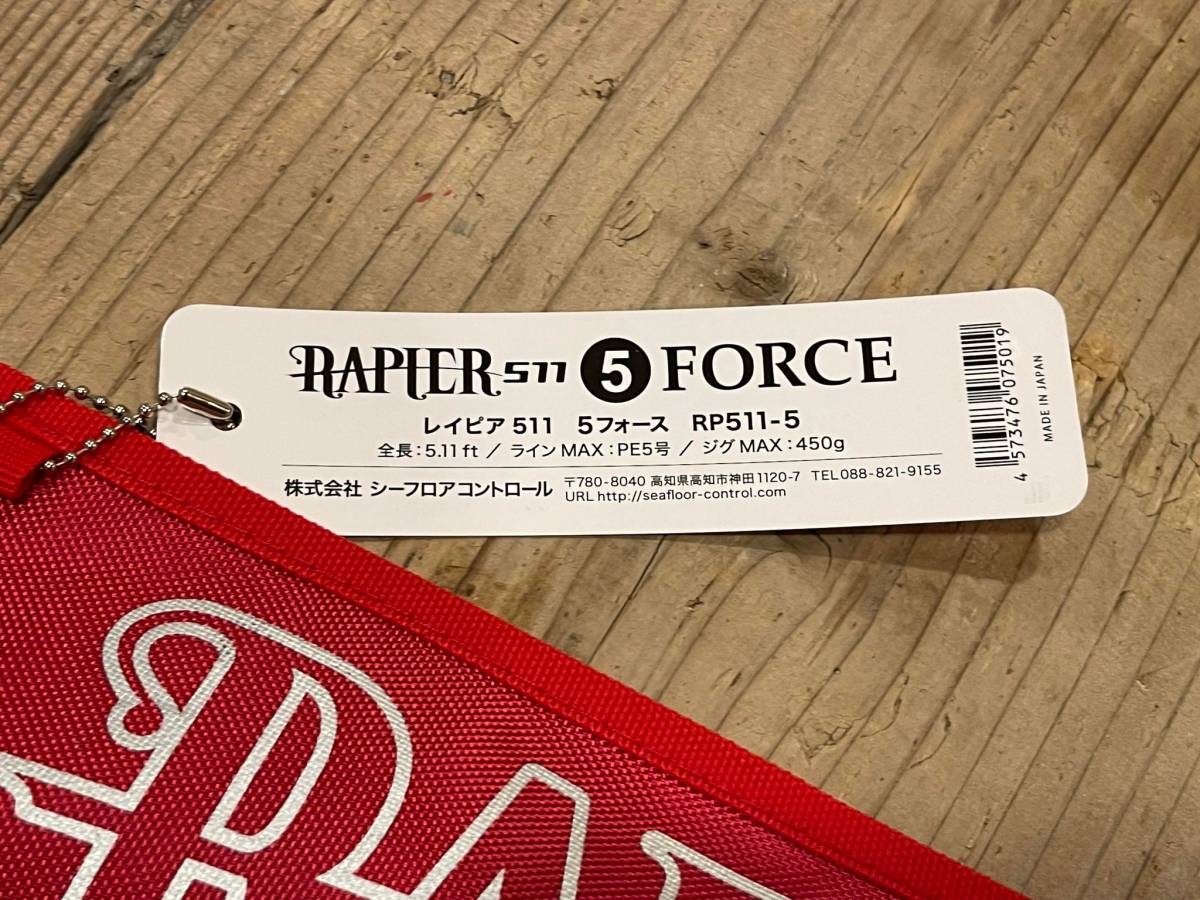 RAPIER 511 5 FORCE
レイピア 511 5フォース RP511-5
全長：5.11 ft ／ ライン MAX：PE5号 ／ ジグ MAX：450g
株式会社 シーフロアコントロール
〒780-8040 高知県高知市神田1120-7 TEL088-821-9155
URL http://seafloor-control.com
4 573476 075019
MADE IN JAPAN